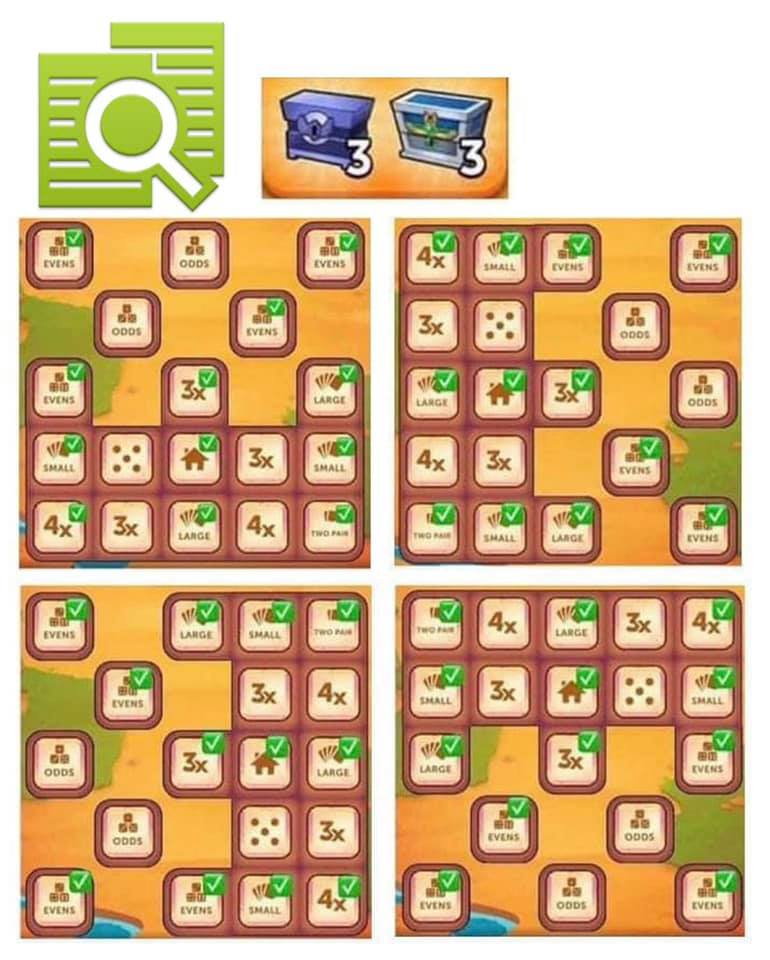 3 3
EVENS ODDS EVENS
ODDS EVENS
EVENS 3x LARGE
SMALL 3x SMALL
4x 3x LARGE 4x TWO PAIR
4x SMALL EVENS EVENS
3x ODDS
LARGE 3x ODDS
4x 3x EVENS
TWO PAIR SMALL LARGE EVENS
EVENS LARGE SMALL TWO PAIR
EVENS 3x 4x
ODDS 3x LARGE
ODDS 3x
EVENS EVENS SMALL 4x
TWO PAIR 4x LARGE 3x 4x
SMALL 3x SMALL
LARGE 3x EVENS
EVENS ODDS
EVENS ODDS EVENS